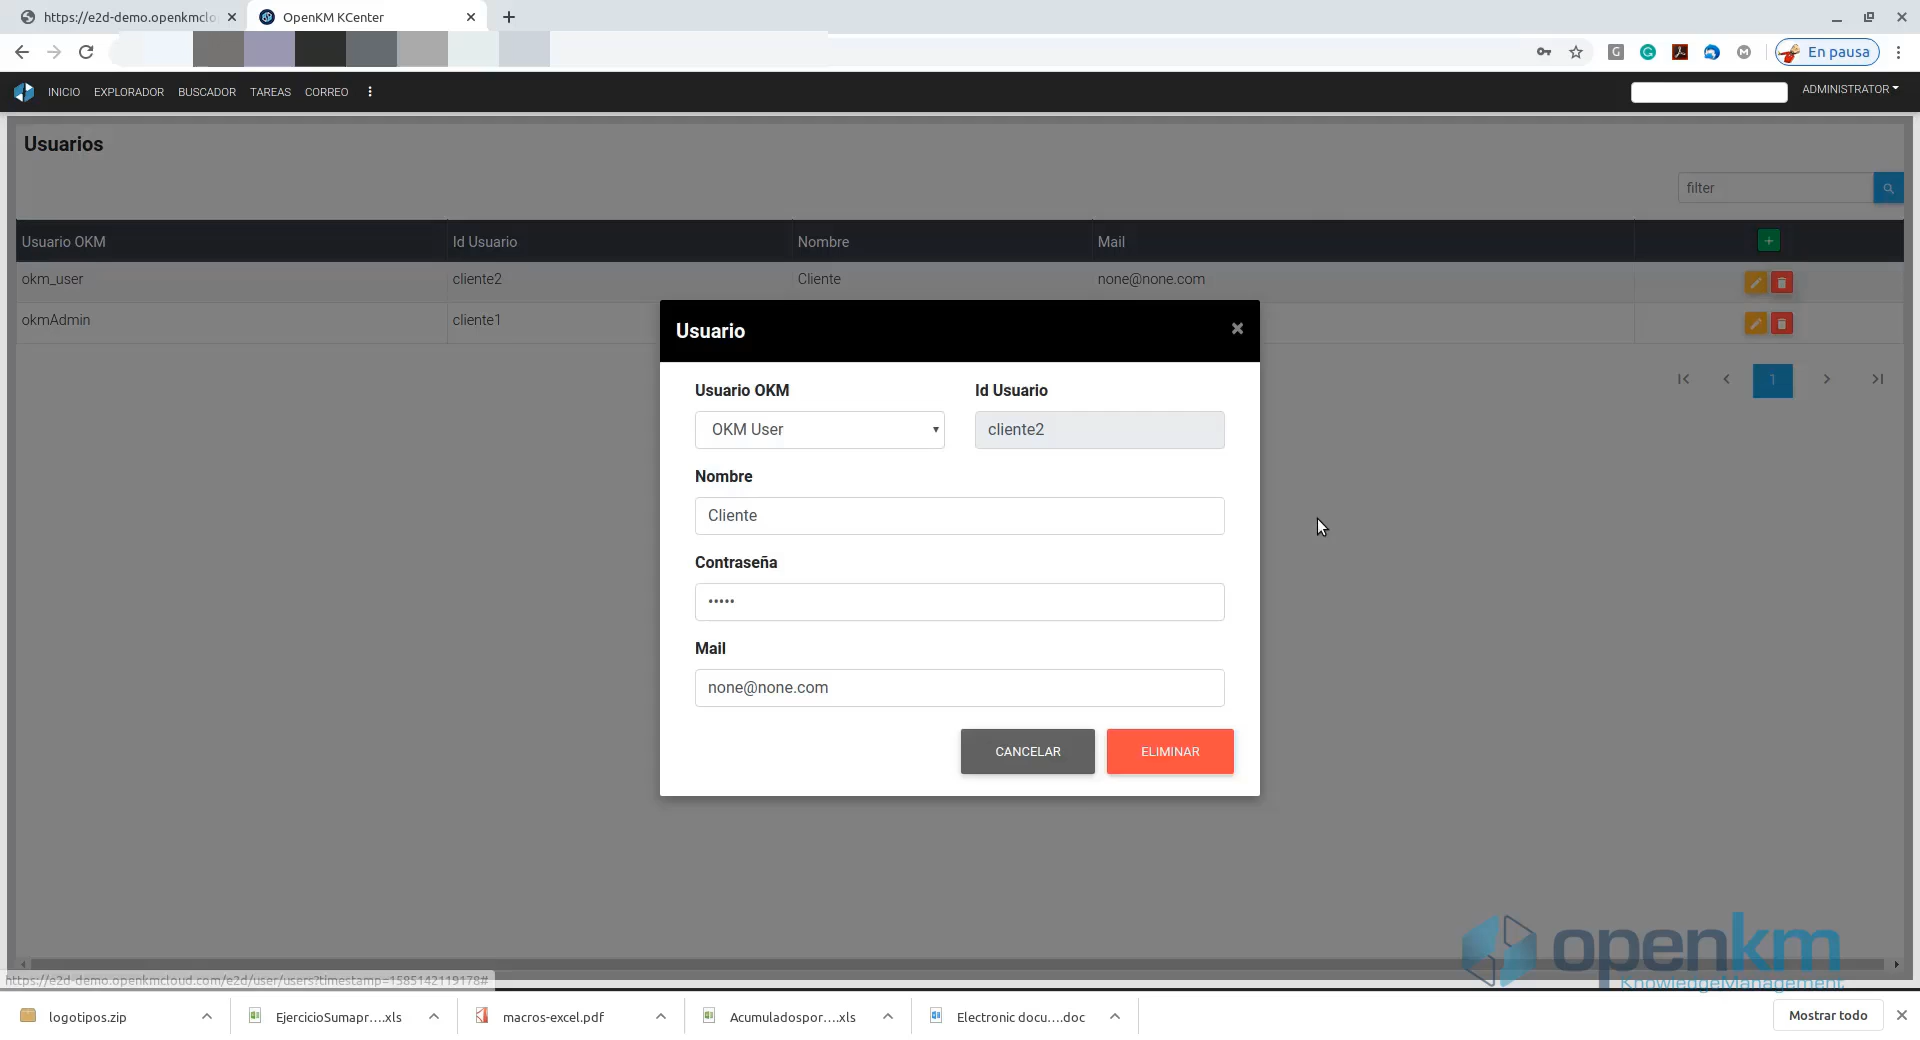 https://e2d-demo.openkmclo
OpenKM KCenter
En pausa
INICIO EXPLORADOR BUSCADOR TAREAS CORREO
ADMINISTRATOR
Usuarios
filter
Usuario OKM Id Usuario Nombre Mail
okm_user cliente2 Cliente none@none.com
okmAdmin cliente1
1
Usuario
×
Usuario OKM Id Usuario
OKM User cliente2
Nombre
Cliente
Contraseña
•••••
Mail
none@none.com
CANCELAR ELIMINAR
openkm
KnowledgeManagement
https://e2d-demo.openkmcloud.com/e2d/user/users?timestamp=1585142119178#
logotipos.zip
EjercicioSumapr....xls
macros-excel.pdf
Acumuladospor....xls
Electronic docu....doc
Mostrar todo